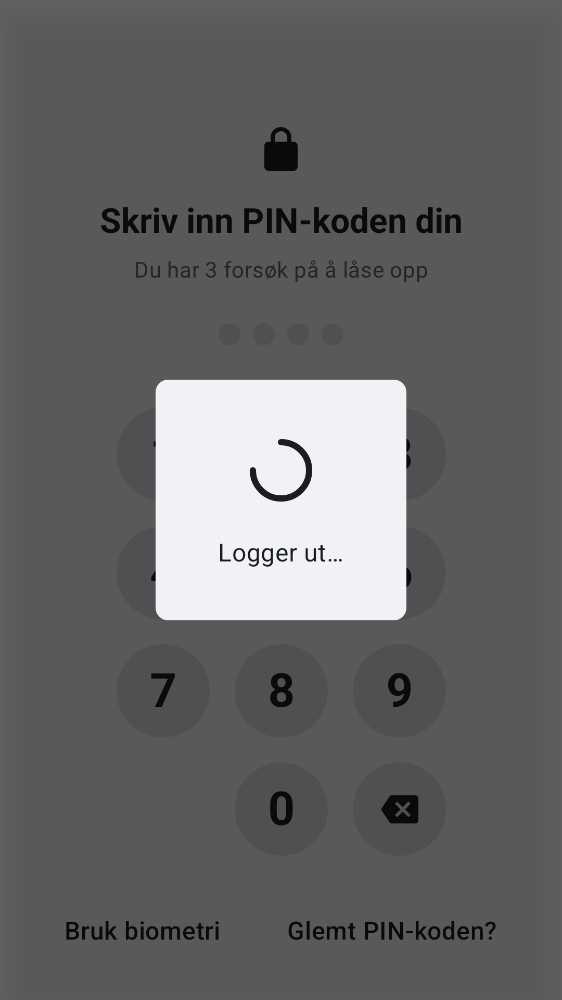 Skriv inn PIN-koden din
Du har 3 forsøk på å låse opp
Logger ut…
7 8 9
0
Bruk biometri
Glemt PIN-koden?